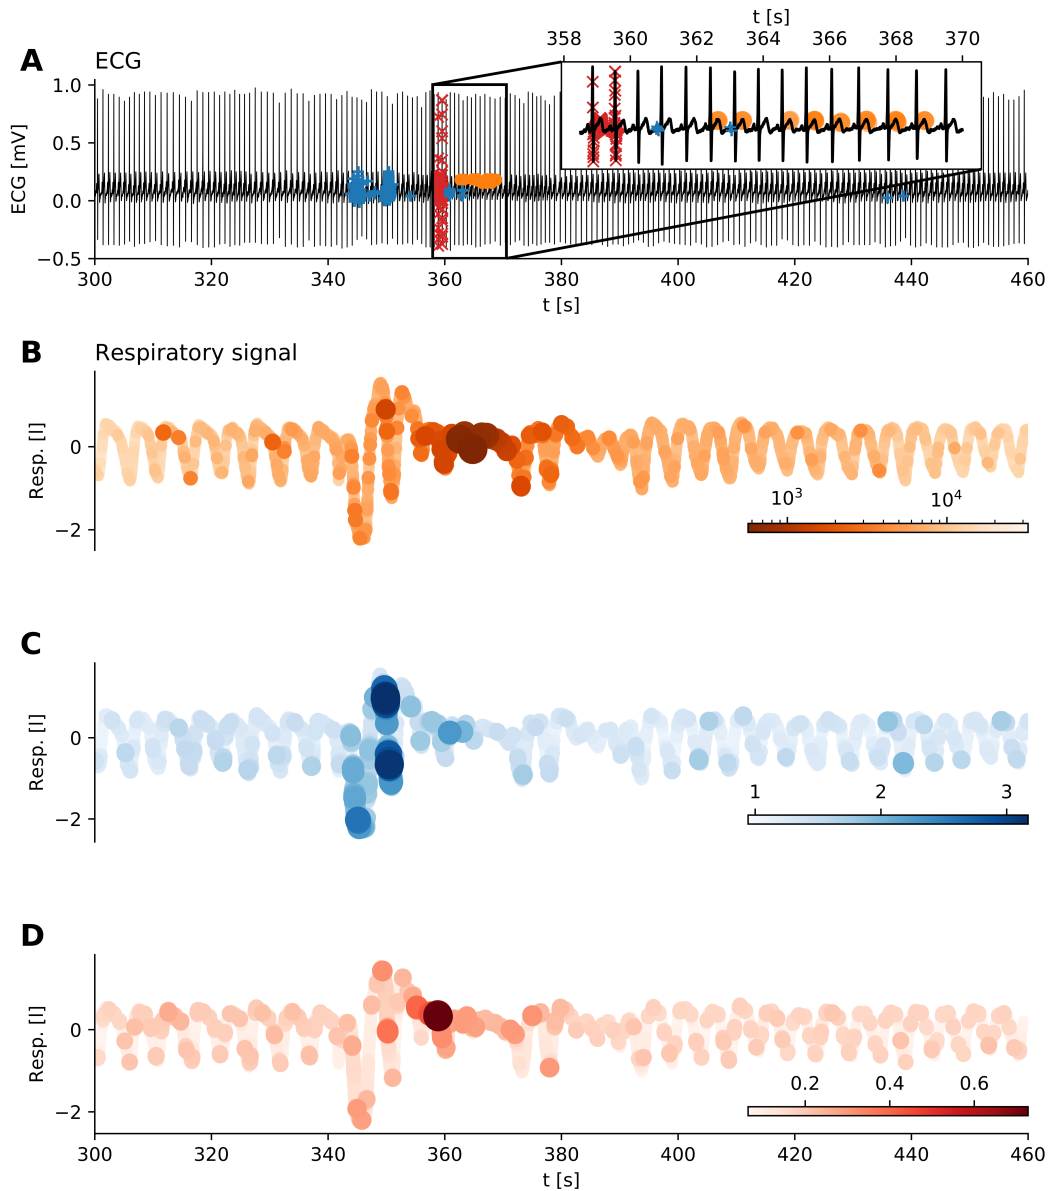 t [s]
358 360 362 364 366 368 370
A ECG
1.0
0.5
0.0
−0.5
ECG [mV]
300 320 340 360 380 400 420 440 460
t [s]
B Respiratory signal
0
−2
Resp. [l]
10³ 10⁴
C
0
−2
Resp. [l]
1 2 3
D
0
−2
Resp. [l]
0.2 0.4 0.6
300 320 340 360 380 400 420 440 460
t [s]